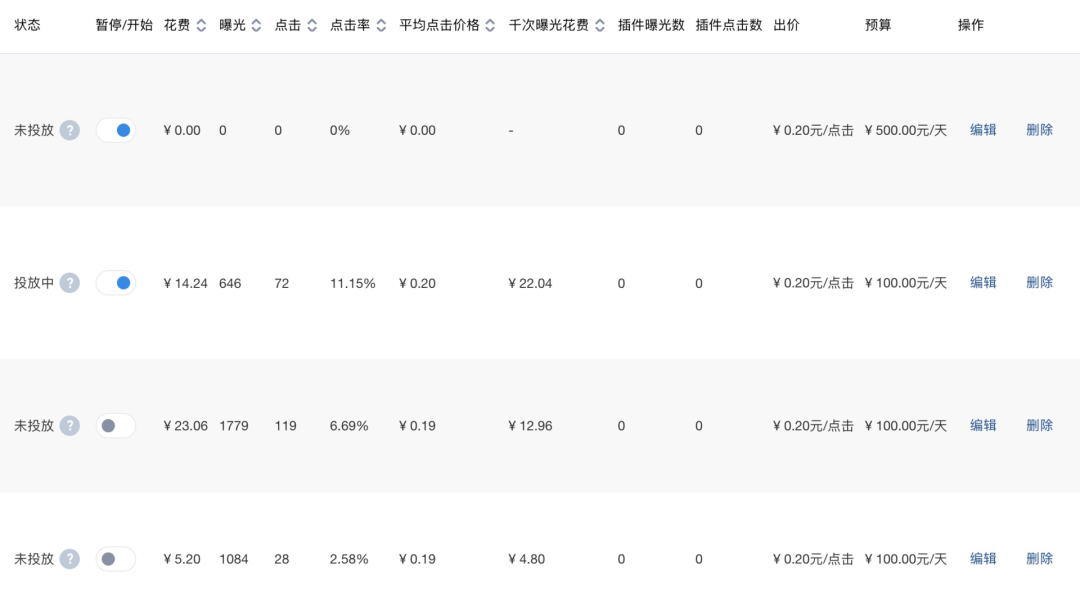 状态 暂停/开始 花费 曝光 点击 点击率 平均点击价格 千次曝光花费 插件曝光数 插件点击数 出价 预算 操作
未投放 ? ¥ 0.00 0 0 0% ¥ 0.00 - 0 0 ¥ 0.20元/点击 ¥ 500.00元/天 编辑 删除
投放中 ? ¥ 14.24 646 72 11.15% ¥ 0.20 ¥ 22.04 0 0 ¥ 0.20元/点击 ¥ 100.00元/天 编辑 删除
未投放 ? ¥ 23.06 1779 119 6.69% ¥ 0.19 ¥ 12.96 0 0 ¥ 0.20元/点击 ¥ 100.00元/天 编辑 删除
未投放 ? ¥ 5.20 1084 28 2.58% ¥ 0.19 ¥ 4.80 0 0 ¥ 0.20元/点击 ¥ 100.00元/天 编辑 删除